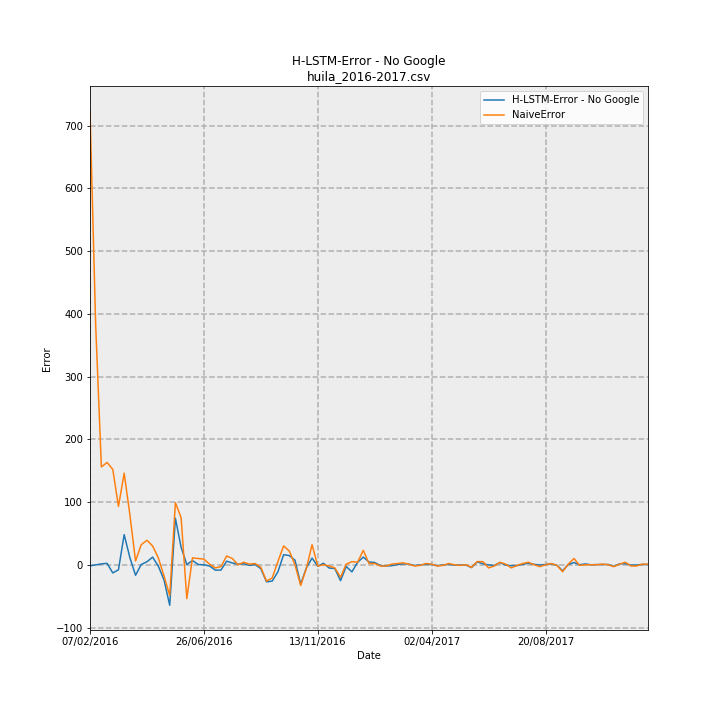 H-LSTM-Error - No Google
huila_2016-2017.csv
H-LSTM-Error - No Google
NaiveError
700
600
500
400
300
200
100
0
−100
Error
07/02/2016
26/06/2016
13/11/2016
02/04/2017
20/08/2017
Date